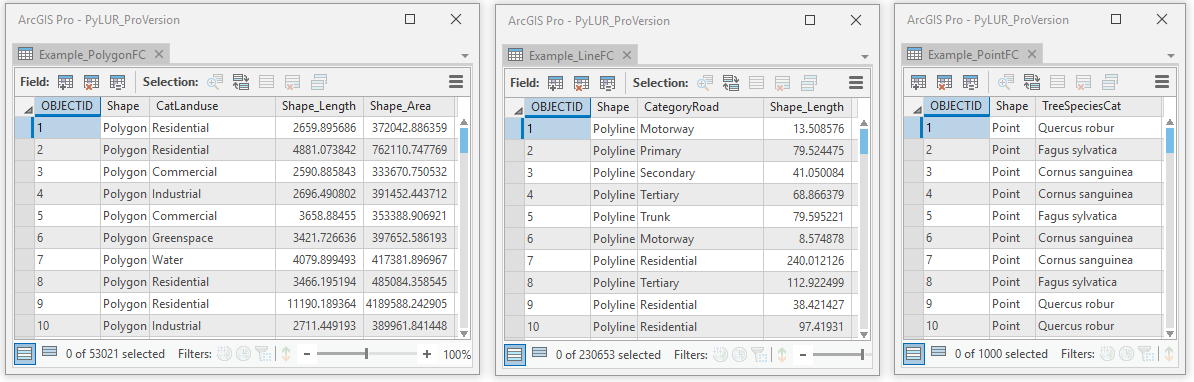 ArcGIS Pro - PyLUR_ProVersion
Example_PolygonFC
Field: Selection:
OBJECTID Shape CatLanduse Shape_Length Shape_Area
1 Polygon Residential 2659.895686 372042.886359
2 Polygon Residential 4881.073842 762110.747769
3 Polygon Commercial 2590.885843 333670.750532
4 Polygon Industrial 2696.490802 391452.443712
5 Polygon Commercial 3658.88455 353388.906921
6 Polygon Greenspace 3421.726636 397652.586193
7 Polygon Water 4079.899493 417381.896967
8 Polygon Residential 3466.195194 485084.358545
9 Polygon Residential 11190.189364 4189588.242905
10 Polygon Industrial 2711.449193 389961.841448
0 of 53021 selected Filters: 100%
ArcGIS Pro - PyLUR_ProVersion
Example_LineFC
Field: Selection:
OBJECTID Shape CategoryRoad Shape_Length
1 Polyline Motorway 13.508576
2 Polyline Primary 79.524475
3 Polyline Secondary 41.050084
4 Polyline Tertiary 68.866379
5 Polyline Trunk 79.595221
6 Polyline Motorway 8.574878
7 Polyline Residential 240.012126
8 Polyline Tertiary 112.922499
9 Polyline Residential 38.421427
10 Polyline Residential 97.41931
0 of 230653 selected Filters:
ArcGIS Pro - PyLUR_ProVersion
Example_PointFC
OBJECTID Shape TreeSpeciesCat
1 Point Quercus robur
2 Point Fagus sylvatica
3 Point Cornus sanguinea
4 Point Cornus sanguinea
5 Point Fagus sylvatica
6 Point Cornus sanguinea
7 Point Cornus sanguinea
8 Point Fagus sylvatica
9 Point Quercus robur
10 Point Quercus robur
0 of 1000 selected Filters: